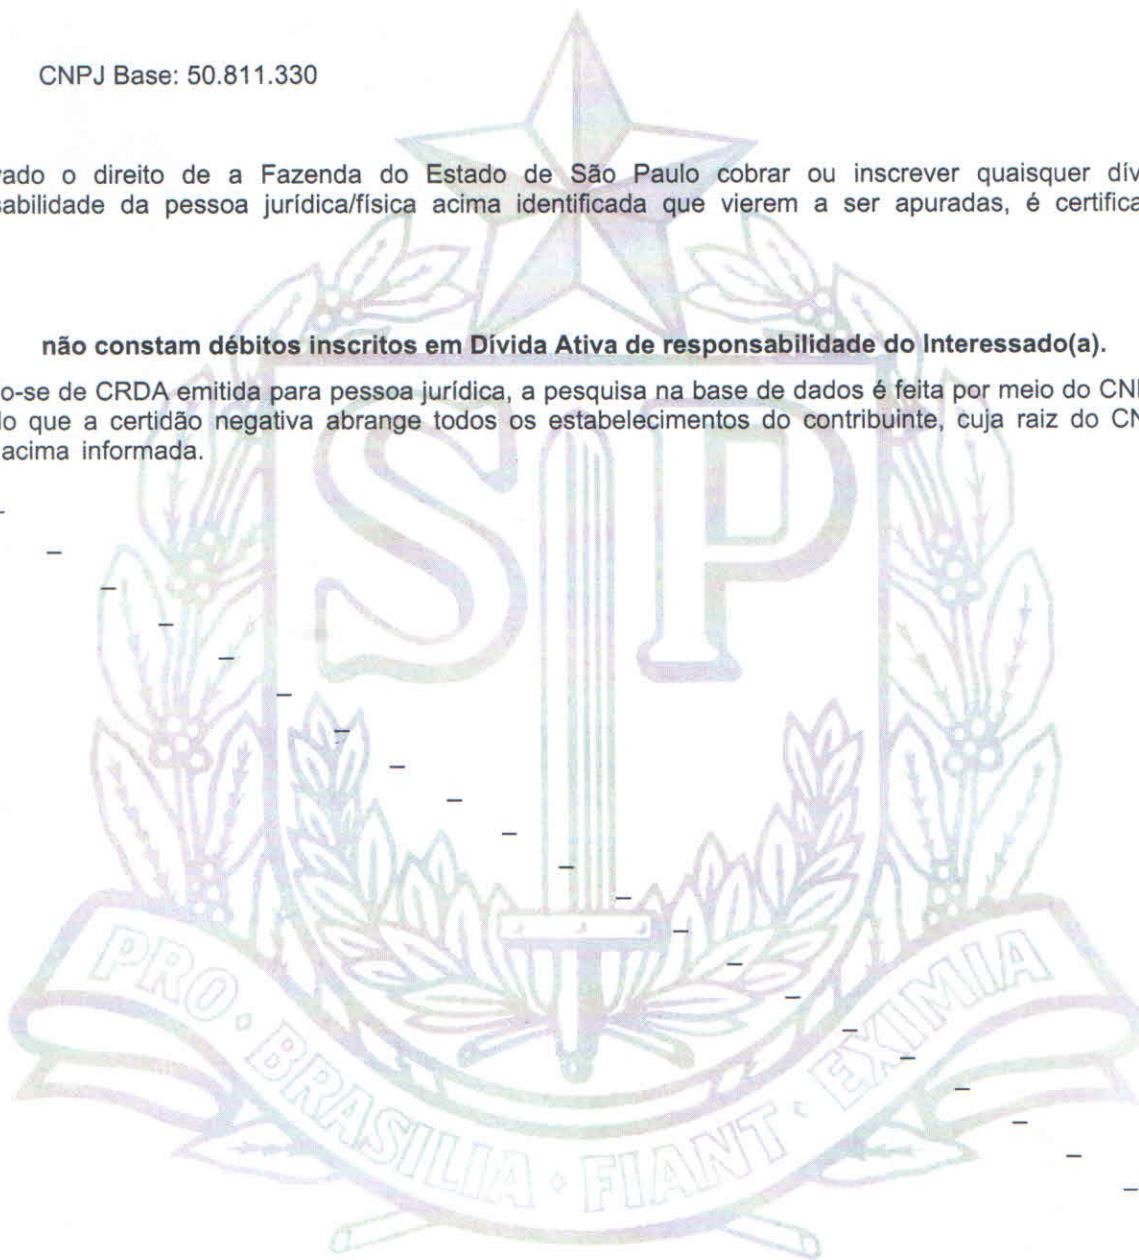 CNPJ Base: 50.811.330
vado o direito de a Fazenda do Estado de São Paulo cobrar ou inscrever quaisquer dív
sabilidade da pessoa jurídica/física acima identificada que vierem a ser apuradas, é certifica
não constam débitos inscritos em Dívida Ativa de responsabilidade do Interessado(a).
o-se de CRDA emitida para pessoa jurídica, a pesquisa na base de dados é feita por meio do CN
do que a certidão negativa abrange todos os estabelecimentos do contribuinte, cuja raiz do CN
acima informada.
SP
PRO · BRASILIA · FIANT · EXIMIA